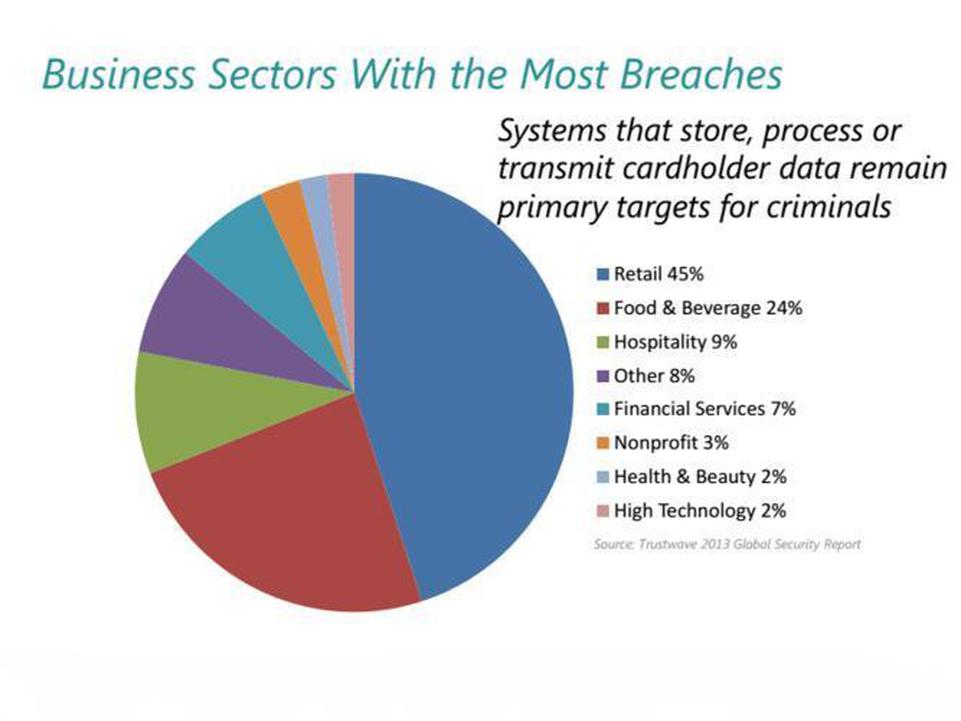 Business Sectors With the Most Breaches
Systems that store, process or
transmit cardholder data remain
primary targets for criminals
Retail 45%
Food & Beverage 24%
Hospitality 9%
Other 8%
Financial Services 7%
Nonprofit 3%
Health & Beauty 2%
High Technology 2%
Source: Trustwave 2013 Global Security Report